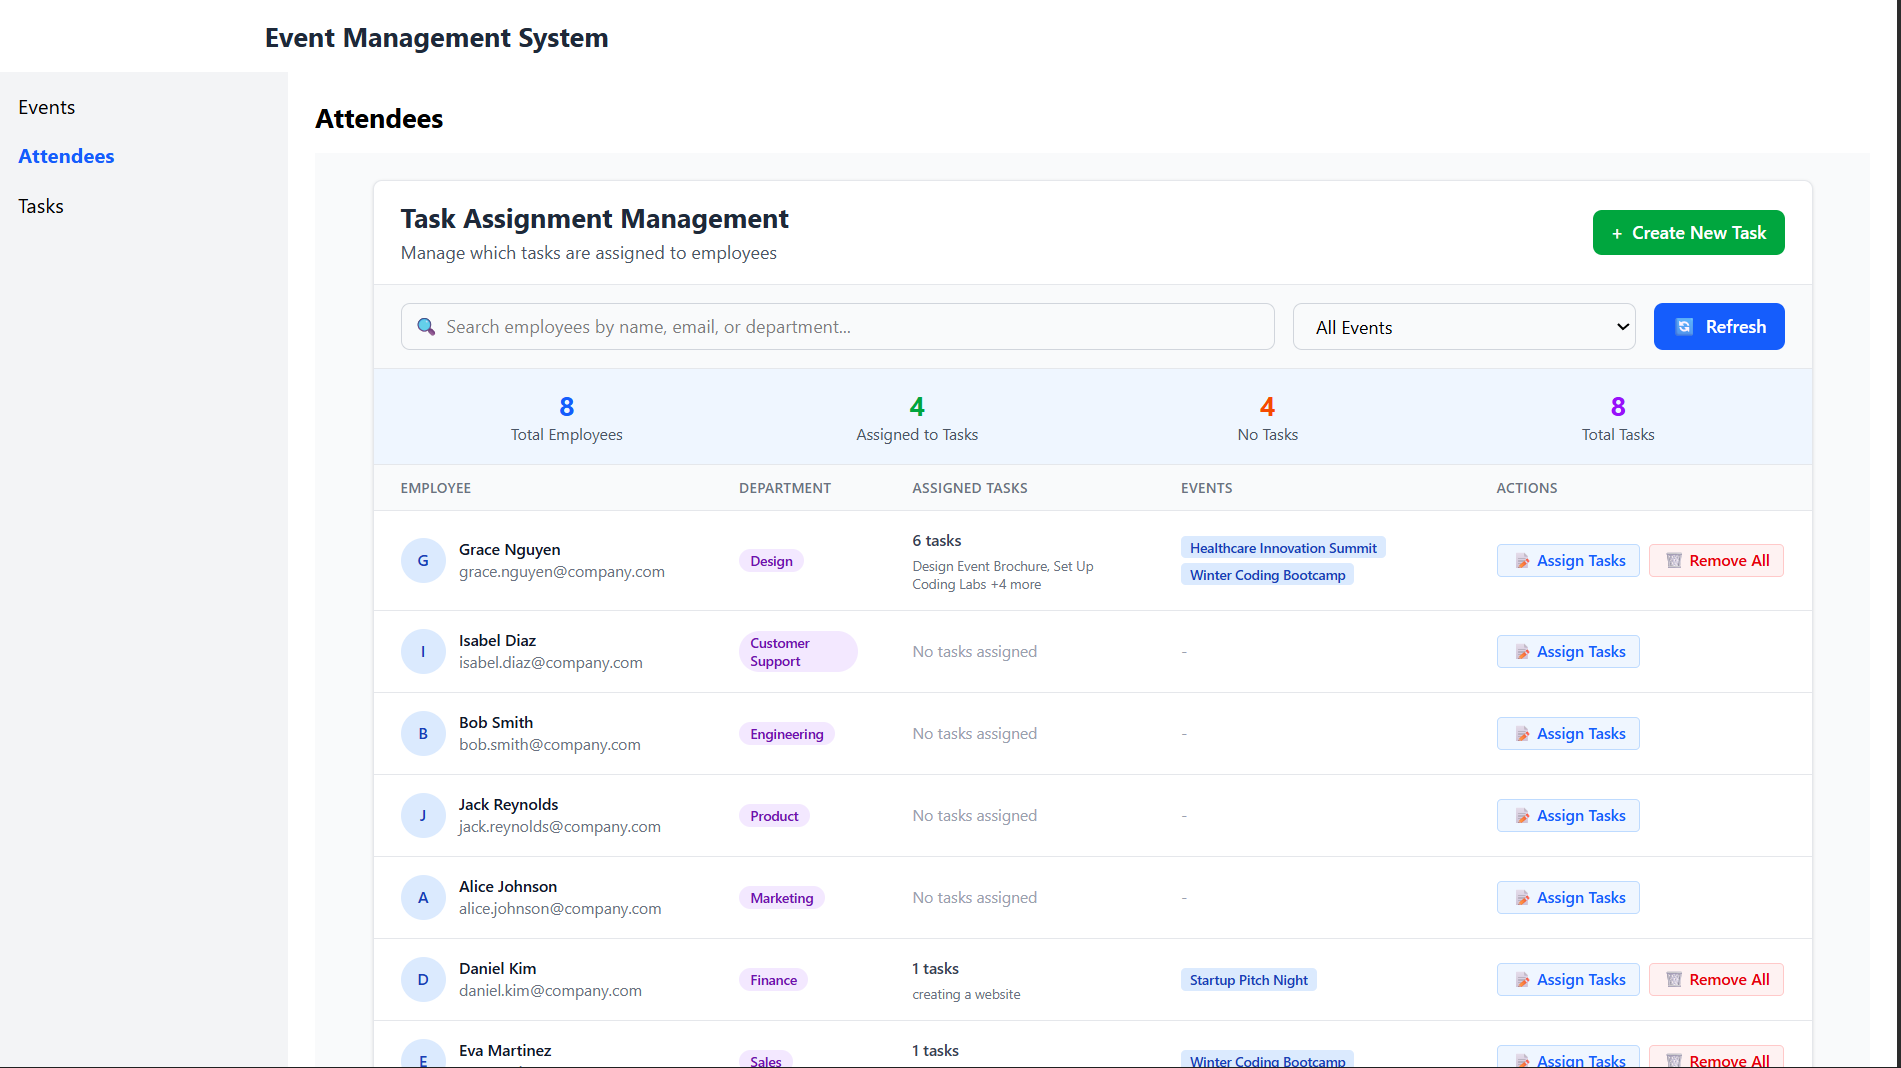 Event Management System
Events
Attendees
Tasks
Attendees
Task Assignment Management
Manage which tasks are assigned to employees
+ Create New Task
Search employees by name, email, or department...
All Events
Refresh
8
Total Employees
4
Assigned to Tasks
4
No Tasks
8
Total Tasks
EMPLOYEE DEPARTMENT ASSIGNED TASKS EVENTS ACTIONS
G
Grace Nguyen
grace.nguyen@company.com
Design
6 tasks
Design Event Brochure, Set Up
Coding Labs +4 more
Healthcare Innovation Summit
Winter Coding Bootcamp
Assign Tasks
Remove All
I
Isabel Diaz
isabel.diaz@company.com
Customer
Support
No tasks assigned
-
Assign Tasks
B
Bob Smith
bob.smith@company.com
Engineering
No tasks assigned
-
Assign Tasks
J
Jack Reynolds
jack.reynolds@company.com
Product
No tasks assigned
-
Assign Tasks
A
Alice Johnson
alice.johnson@company.com
Marketing
No tasks assigned
-
Assign Tasks
D
Daniel Kim
daniel.kim@company.com
Finance
1 tasks
creating a website
Startup Pitch Night
Assign Tasks
Remove All
E
Eva Martinez
Sales
1 tasks
Winter Coding Bootcamp
Assign Tasks
Remove All